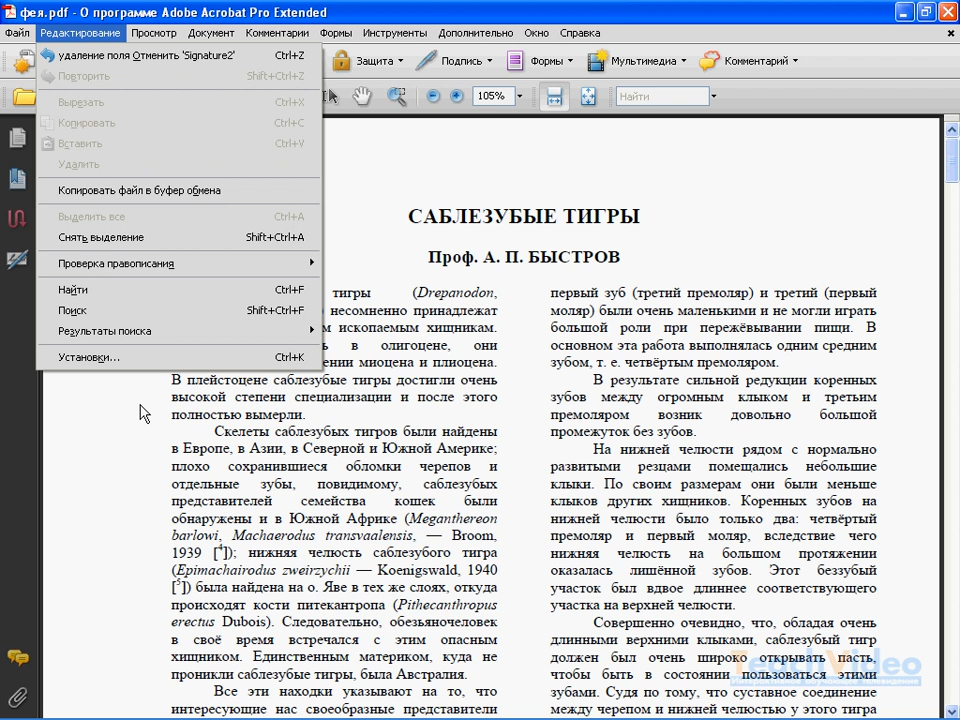 фея.pdf - О программе Adobe Acrobat Pro Extended
Файл Редактирование Просмотр Документ Комментарии Формы Инструменты Дополнительно Окно Справка
удаление поля Отменить 'Signature2' Ctrl+Z
Повторить Shift+Ctrl+Z
Вырезать Ctrl+X
Копировать Ctrl+C
Вставить Ctrl+V
Удалить
Копировать файл в буфер обмена
Выделить все Ctrl+A
Снять выделение Shift+Ctrl+A
Проверка правописания
Найти Ctrl+F
Поиск Shift+Ctrl+F
Результаты поиска
Установки... Ctrl+K
Защита Подпись Формы Мультимедиа Комментарий
105% Найти
САБЛЕЗУБЫЕ ТИГРЫ
Проф. А. П. БЫСТРОВ
тигры (Drepanodon,
несомненно принадлежат
м ископаемым хищникам.
в олигоцене, они
ении миоцена и плиоцена.
В плейстоцене саблезубые тигры достигли очень
высокой степени специализации и после этого
полностью вымерли.
Скелеты саблезубых тигров были найдены
в Европе, в Азии, в Северной и Южной Америке;
плохо сохранившиеся обломки черепов и
отдельные зубы, повидимому, саблезубых
представителей семейства кошек были
обнаружены и в Южной Африке (Meganthereon
barlowi, Machaerodus transvaalensis, — Broom,
1939 [4]); нижняя челюсть саблезубого тигра
(Epimachairodus zweirzychii — Koenigswald, 1940
[5]) была найдена на о. Яве в тех же слоях, откуда
происходят кости питекантропа (Pithecanthropus
erectus Dubois). Следовательно, обезьяночеловек
в своё время встречался с этим опасным
хищником. Единственным материком, куда не
проникли саблезубые тигры, была Австралия.
Все эти находки указывают на то, что
интересующие нас своеобразные представители
первый зуб (третий премоляр) и третий (первый
моляр) были очень маленькими и не могли играть
большой роли при пережёвывании пищи. В
основном эта работа выполнялась одним средним
зубом, т. е. четвёртым премоляром.
В результате сильной редукции коренных
зубов между огромным клыком и третьим
премоляром возник довольно большой
промежуток без зубов.
На нижней челюсти рядом с нормально
развитыми резцами помещались небольшие
клыки. По своим размерам они были меньше
клыков других хищников. Коренных зубов на
нижней челюсти было только два: четвёртый
премоляр и первый моляр, вследствие чего
нижняя челюсть на большом протяжении
оказалась лишённой зубов. Этот беззубый
участок был вдвое длиннее соответствующего
участка на верхней челюсти.
Совершенно очевидно, что, обладая очень
длинными верхними клыками, саблезубый тигр
должен был очень широко открывать пасть,
чтобы быть в состоянии пользоваться этими
зубами. Судя по тому, что суставное соединение
между черепом и нижней челюстью у этого тигра
TeachVideo